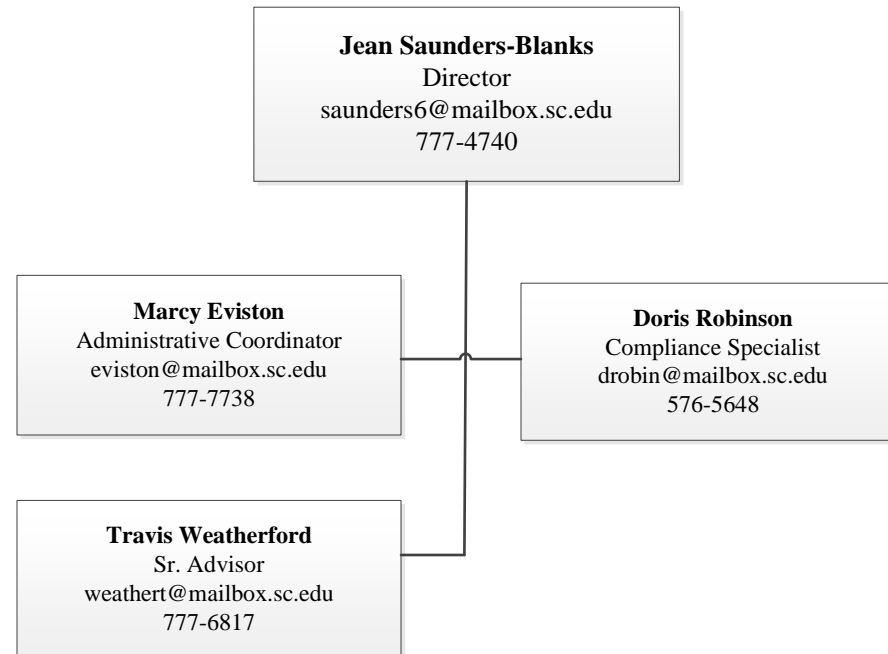 Jean Saunders-Blanks
Director
saunders6@mailbox.sc.edu
777-4740
Marcy Eviston
Administrative Coordinator
eviston@mailbox.sc.edu
777-7738
Doris Robinson
Compliance Specialist
drobin@mailbox.sc.edu
576-5648
Travis Weatherford
Sr. Advisor
weathert@mailbox.sc.edu
777-6817